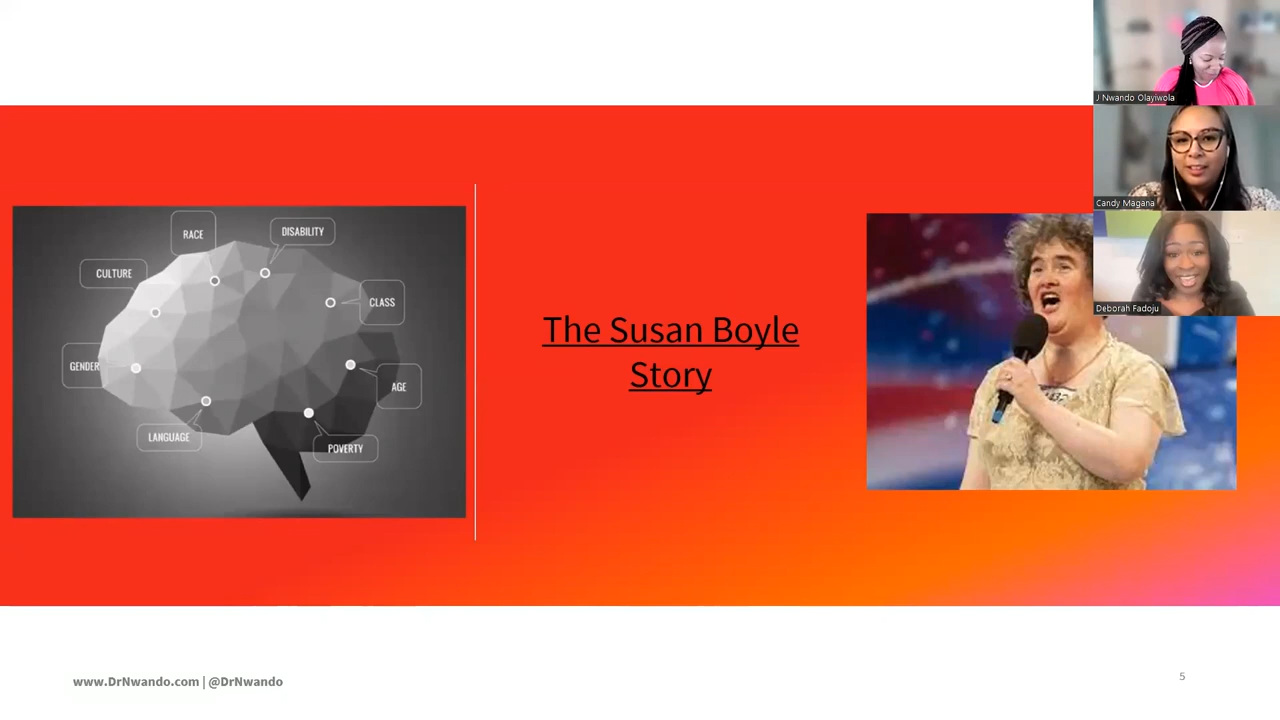 J Nwando Olayiwola
Candy Magana
Deborah Fadoju
RACE
DISABILITY
CULTURE
CLASS
GENDER
AGE
LANGUAGE
POVERTY
The Susan Boyle
Story
www.DrNwando.com | @DrNwando
5